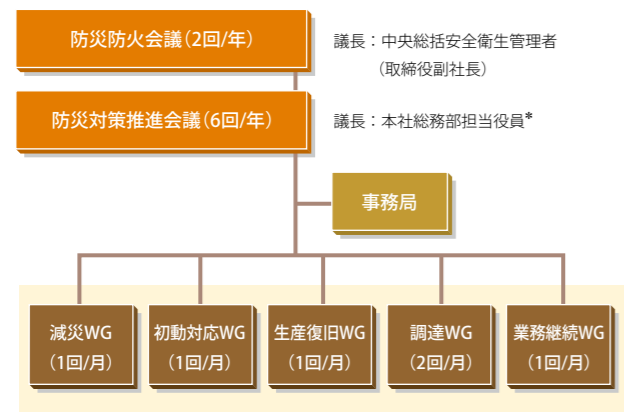 防災防火会議（2回/年）
議長：中央総括安全衛生管理者
（取締役副社長）
防災対策推進会議（6回/年）
議長：本社総務部担当役員*
事務局
減災WG
（1回/月）
初動対応WG
（1回/月）
生産復旧WG
（1回/月）
調達WG
（2回/月）
業務継続WG
（1回/月）